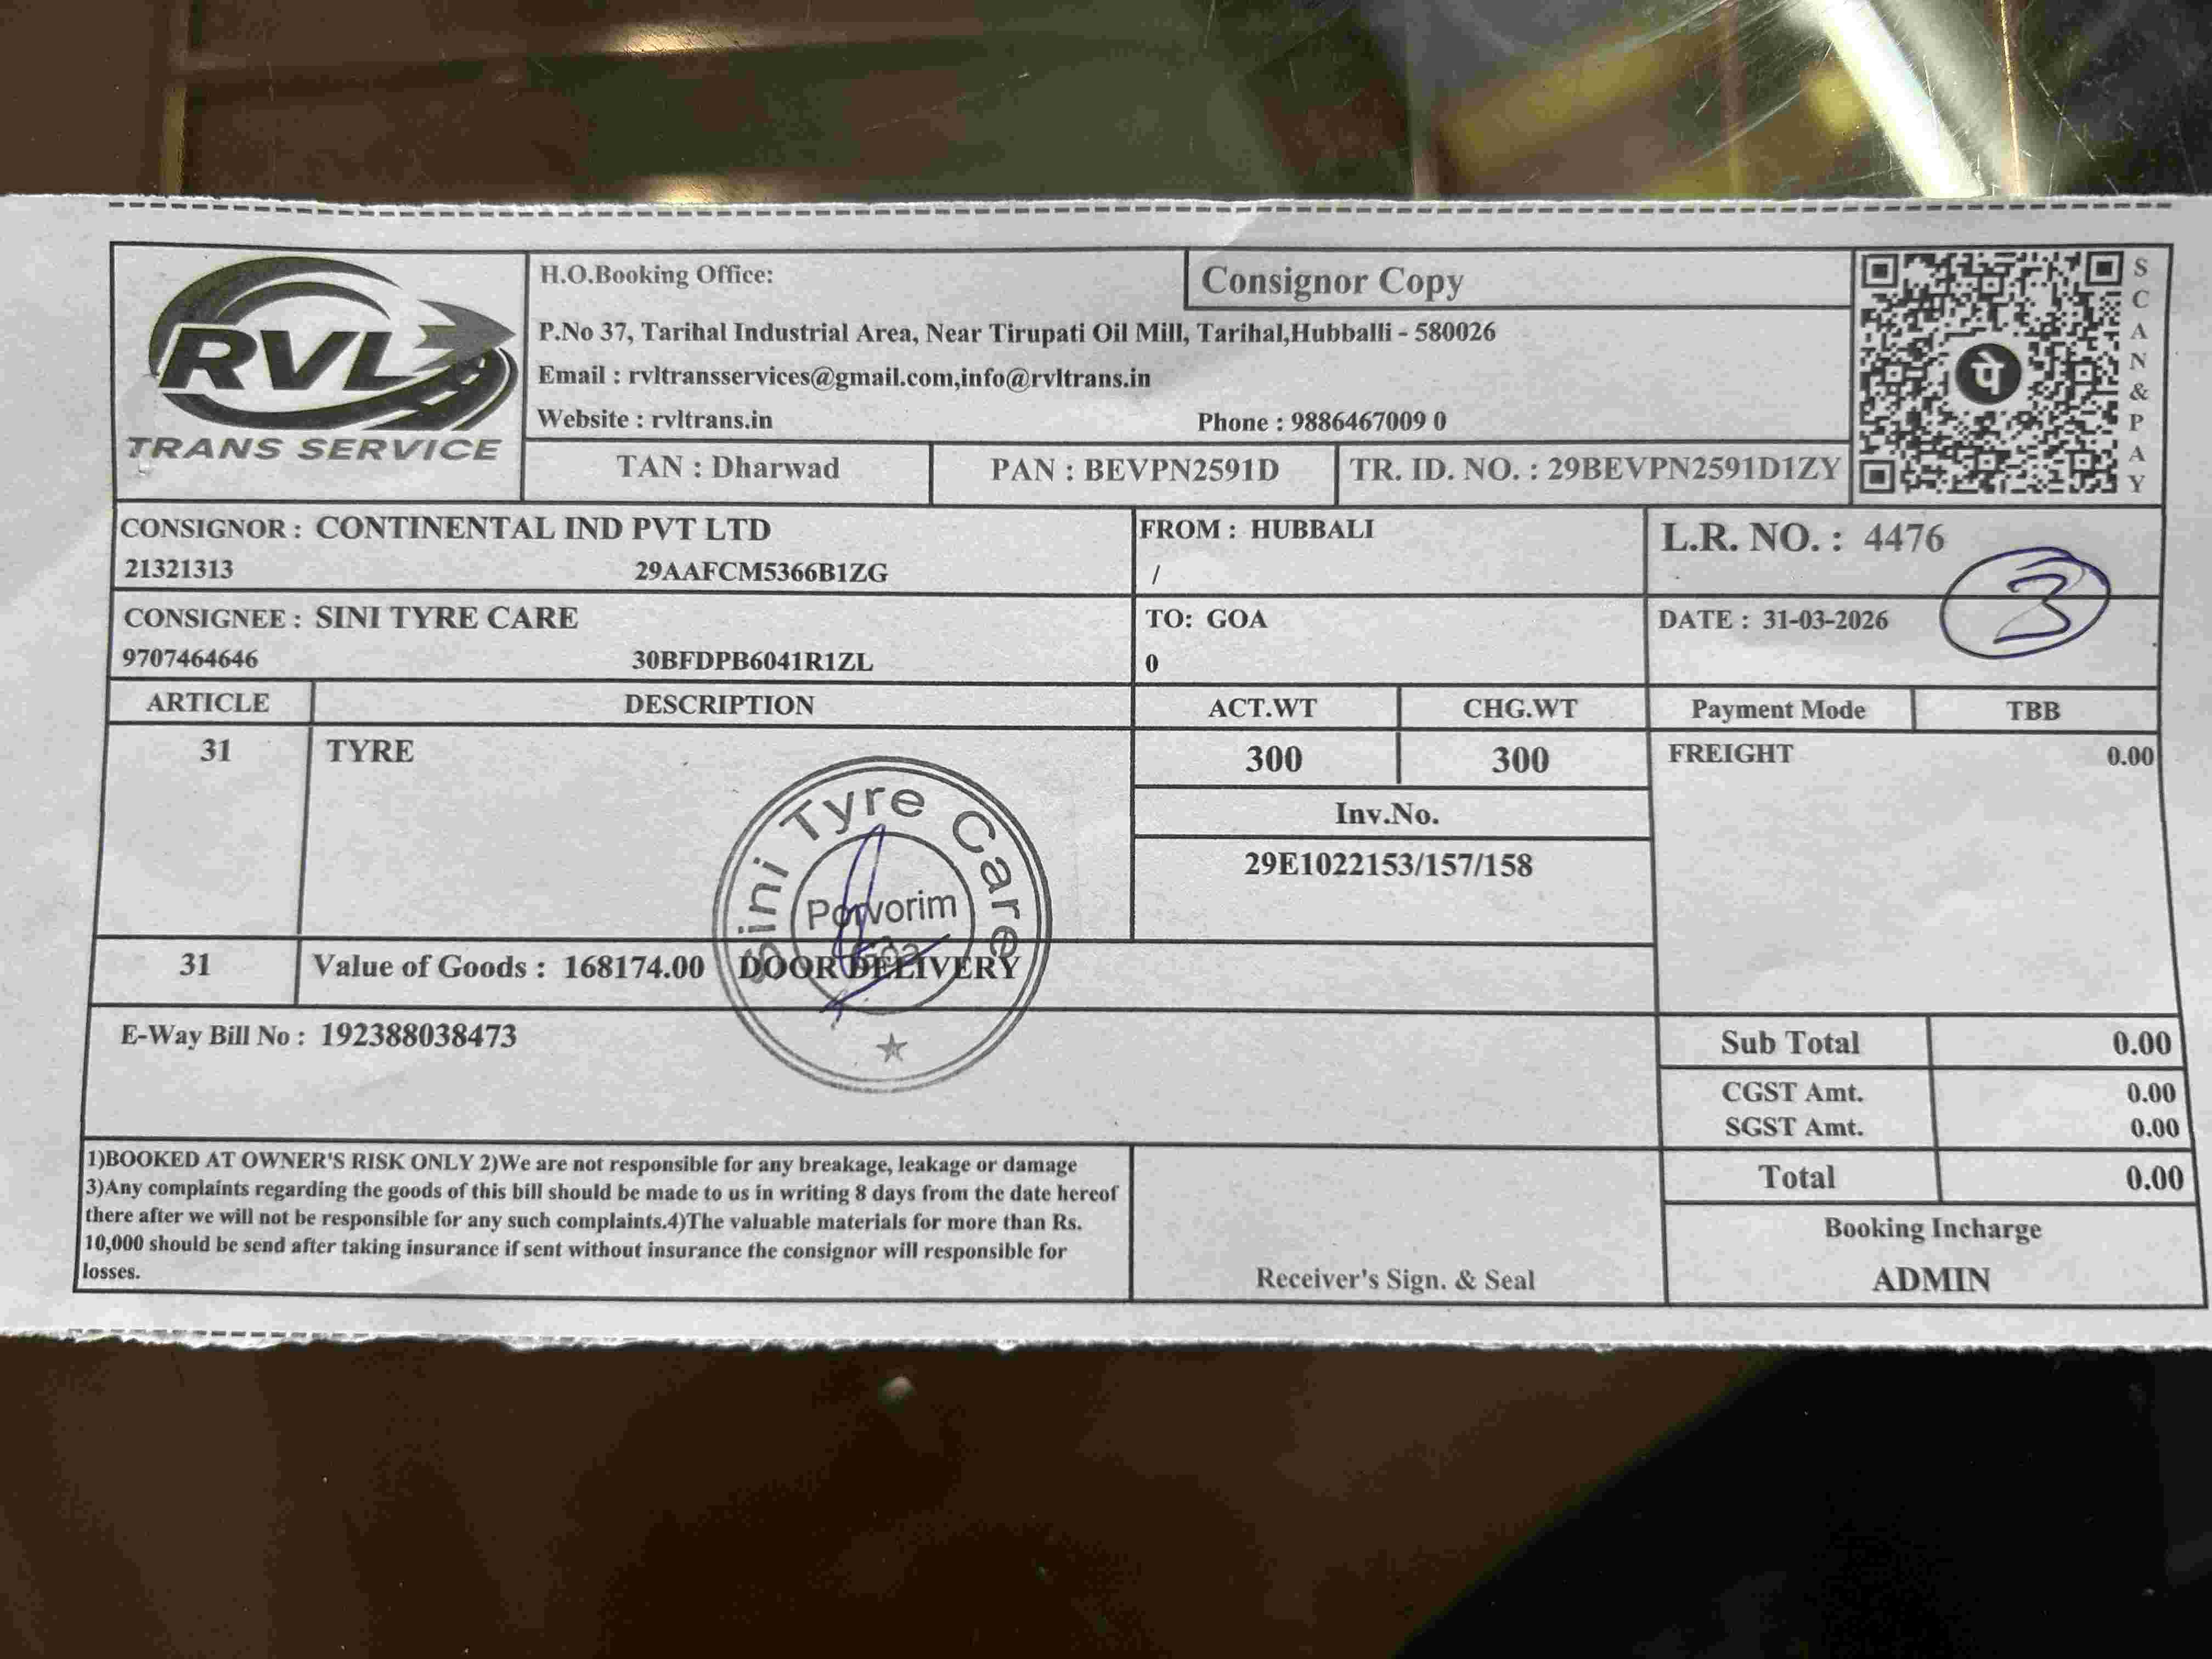 RVL
TRANS SERVICE
H.O.Booking Office:
Consignor Copy
P.No 37, Tarihal Industrial Area, Near Tirupati Oil Mill, Tarihal,Hubballi - 580026
Email : rvltransservices@gmail.com,info@rvltrans.in
Website : rvltrans.in Phone : 9886467009 0
TAN : Dharwad PAN : BEVPN2591D TR. ID. NO. : 29BEVPN2591D1ZY
पे
SCAN&PAY
CONSIGNOR : CONTINENTAL IND PVT LTD FROM : HUBBALI L.R. NO. : 4476
21321313 29AAFCM5366B1ZG /
3
CONSIGNEE : SINI TYRE CARE TO: GOA DATE : 31-03-2026
9707464646 30BFDPB6041R1ZL 0
ARTICLE DESCRIPTION ACT.WT CHG.WT Payment Mode TBB
31 TYRE 300 300 FREIGHT 0.00
Inv.No.
29E1022153/157/158
Sini Tyre Care
Porvorim
Goa
31 Value of Goods : 168174.00 DOOR DELIVERY
E-Way Bill No : 192388038473
Sub Total 0.00
CGST Amt. 0.00
SGST Amt. 0.00
Total 0.00
1)BOOKED AT OWNER'S RISK ONLY 2)We are not responsible for any breakage, leakage or damage
3)Any complaints regarding the goods of this bill should be made to us in writing 8 days from the date hereof
there after we will not be responsible for any such complaints.4)The valuable materials for more than Rs.
10,000 should be send after taking insurance if sent without insurance the consignor will responsible for
losses.
Receiver's Sign. & Seal
Booking Incharge
ADMIN